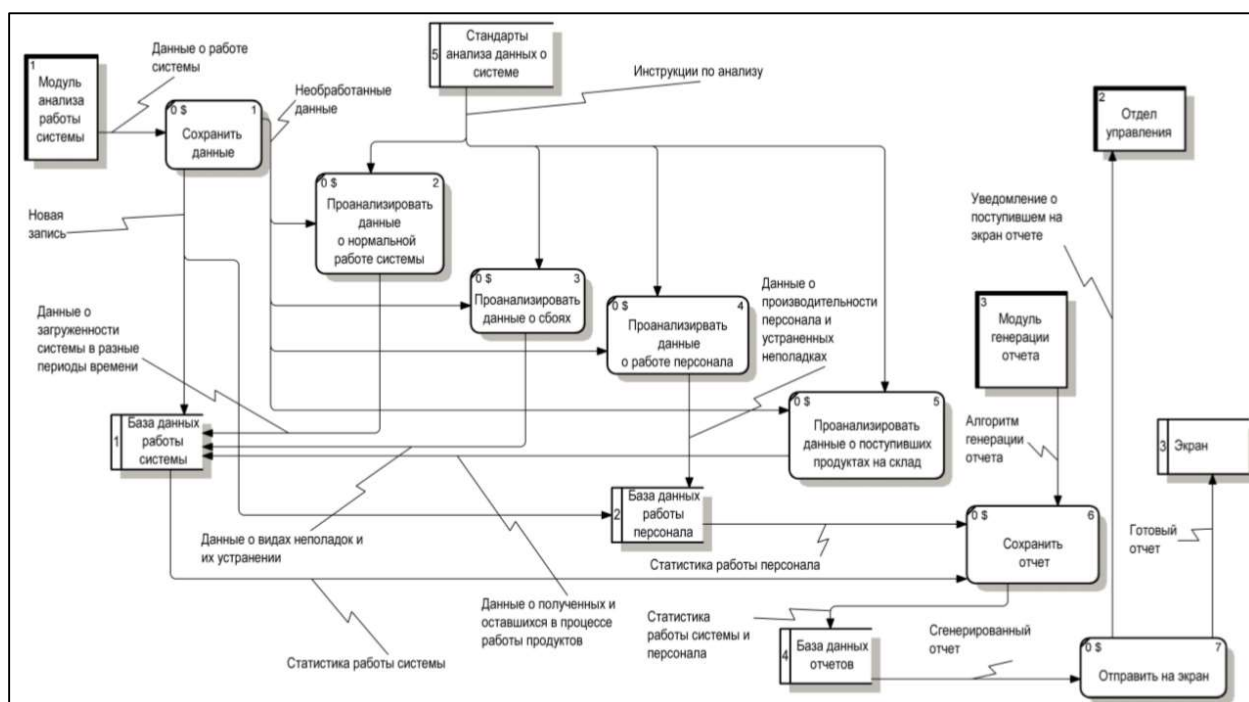 1
Модуль
анализа
работы
системы
Данные о работе
системы
0 $ 1
Сохранить
данные
Необработанные
данные
5
Стандарты
анализа данных о
системе
Инструкции по анализу
2
Отдел
управления
Новая
запись
0 $ 2
Проанализировать
данные
о нормальной
работе системы
0 $ 3
Проанализировать
данные о сбоях
0 $ 4
Проанализирвать
данные
о работе персонала
Данные о
производительности
персонала и
устраненных
неполадках
Уведомление о
поступившем на
экран отчете
3
Модуль
генерации
отчета
Данные о
загруженности
системы в разные
периоды времени
0 $ 5
Проанализировать
данные о поступивших
продуктах на склад
Алгоритм
генерации
отчета
3
Экран
1
База данных
работы
системы
2
База данных
работы
персонала
0 $ 6
Сохранить
отчет
Готовый
отчет
Данные о видах неполадок и
их устранении
Статистика работы персонала
Данные о полученных и
оставшихся в процессе
работы продуктов
Статистика работы системы
Статистика
работы системы и
персонала
4
База данных
отчетов
Сгенерированный
отчет
0 $ 7
Отправить на экран